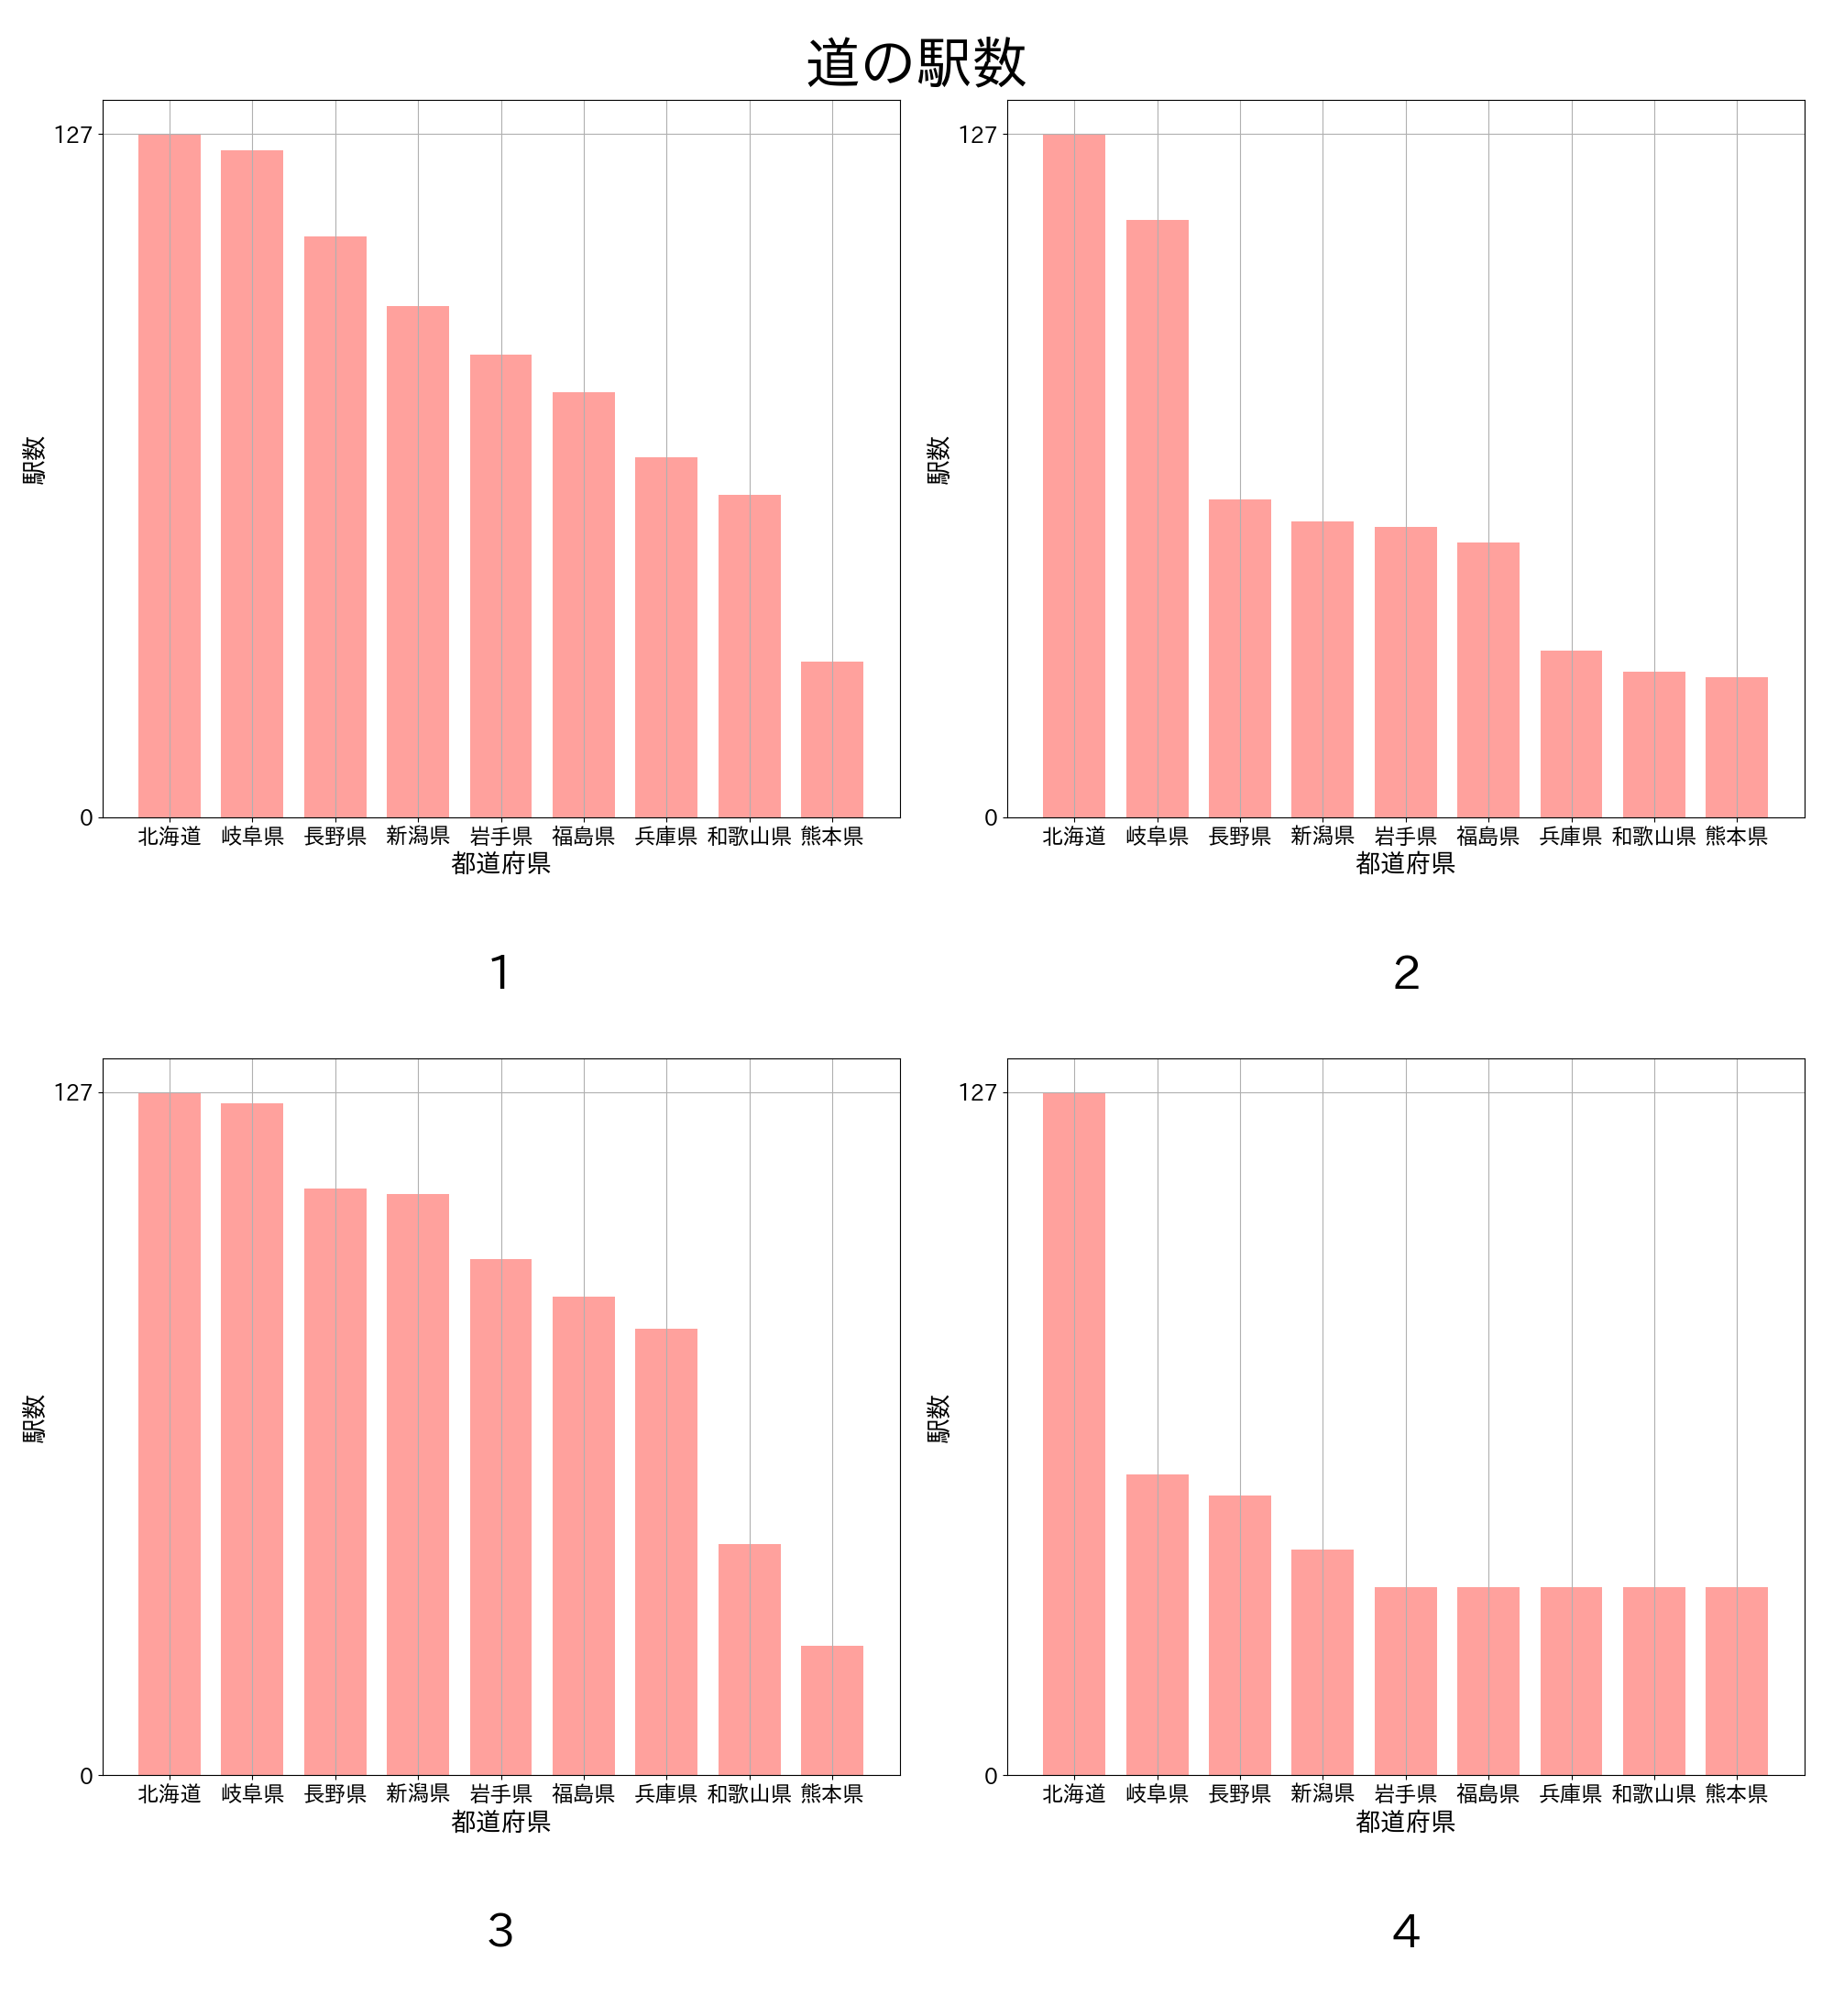 道の駅数
127
0
駅数
北海道 岐阜県 長野県 新潟県 岩手県 福島県 兵庫県 和歌山県 熊本県
都道府県
1
127
0
駅数
北海道 岐阜県 長野県 新潟県 岩手県 福島県 兵庫県 和歌山県 熊本県
都道府県
2
127
0
駅数
北海道 岐阜県 長野県 新潟県 岩手県 福島県 兵庫県 和歌山県 熊本県
都道府県
3
127
0
駅数
北海道 岐阜県 長野県 新潟県 岩手県 福島県 兵庫県 和歌山県 熊本県
都道府県
4